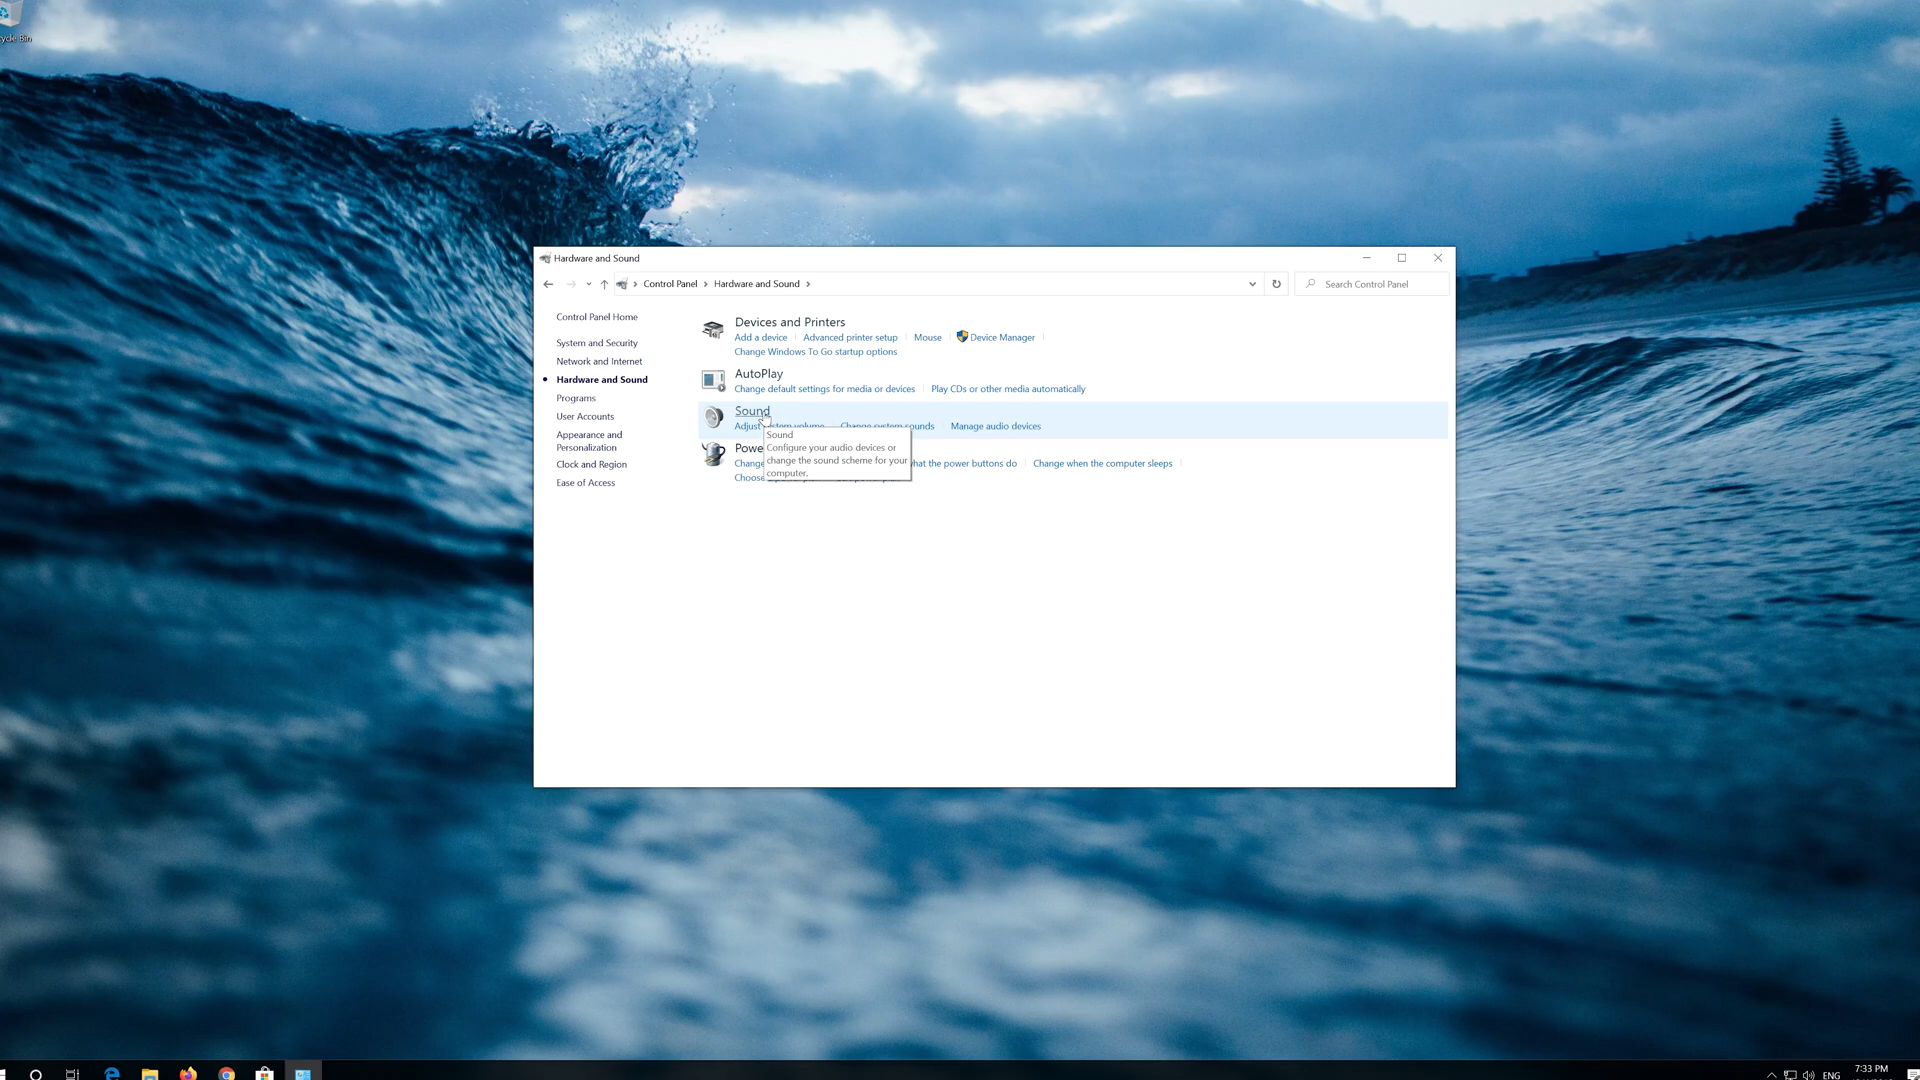 cycle Bin
Hardware and Sound
Control Panel > Hardware and Sound >
Search Control Panel
Control Panel Home
System and Security
Network and Internet
Hardware and Sound
Programs
User Accounts
Appearance and
Personalization
Clock and Region
Ease of Access
Devices and Printers
Add a device
Advanced printer setup
Mouse
Device Manager
Change Windows To Go startup options
AutoPlay
Change default settings for media or devices
Play CDs or other media automatically
Sound
Adjust system volume
Change system sounds
Manage audio devices
Sound
Configure your audio devices or
change the sound scheme for your
computer.
Powe
Change
what the power buttons do
Change when the computer sleeps
Choose
ENG
7:33 PM